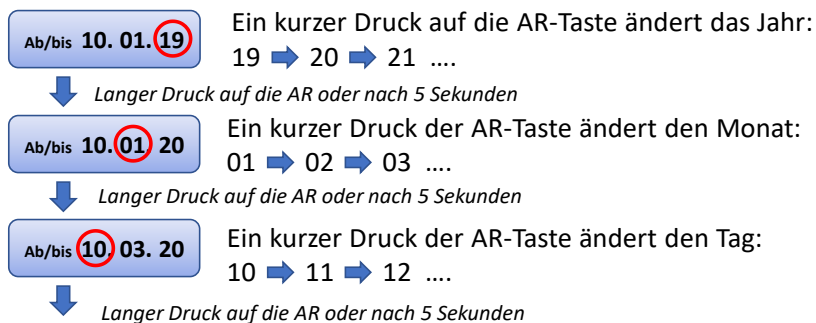 Ein kurzer Druck auf die AR-Taste ändert das Jahr:
Ab/bis 10. 01. 19
19 20 21 ....
Langer Druck auf die AR oder nach 5 Sekunden
Ein kurzer Druck der AR-Taste ändert den Monat:
Ab/bis 10. 01. 20
01 02 03 ....
Langer Druck auf die AR oder nach 5 Sekunden
Ein kurzer Druck der AR-Taste ändert den Tag:
Ab/bis 10. 03. 20
10 11 12 ....
Langer Druck auf die AR oder nach 5 Sekunden